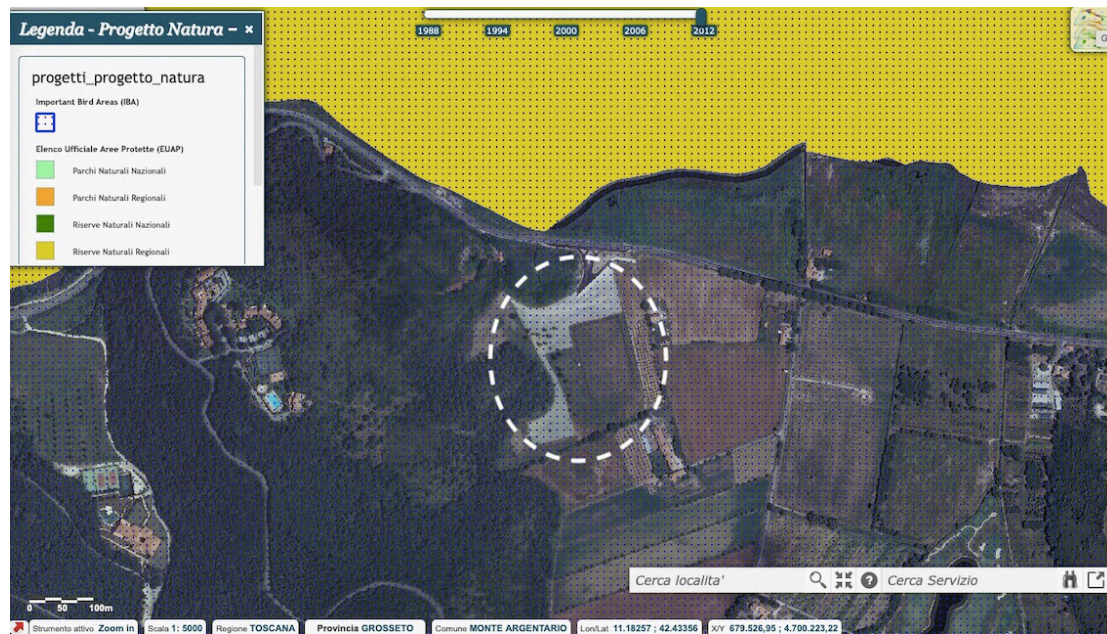 Legenda - Progetto Natura – ×
progetti_progetto_natura
Important Bird Areas (IBA)
Elenco Ufficiale Aree Protette (EUAP)
Parchi Naturali Nazionali
Parchi Naturali Regionali
Riserve Naturali Nazionali
Riserve Naturali Regionali
1988 1994 2000 2006 2012
G
Cerca localita' ? Cerca Servizio
0 50 100m
Strumento attivo Zoom in Scala 1: 5000 Regione TOSCANA Provincia GROSSETO Comune MONTE ARGENTARIO Lon/Lat 11.18257 ; 42.43356 X/Y 679.526,95 ; 4.700.223,22